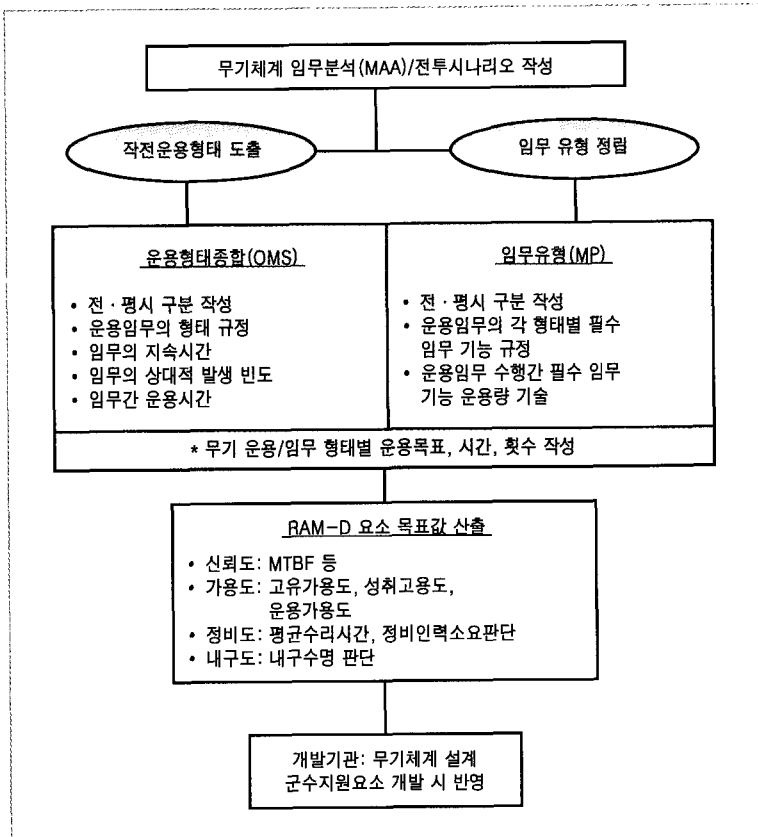 무기체계 임무분석(MAA)/전투시나리오 작성
작전운용형태 도출
임무 유형 정립
운용형태종합(OMS)
• 전·평시 구분 작성
• 운용임무의 형태 규정
• 임무의 지속시간
• 임무의 상대적 발생 빈도
• 임무간 운용시간
임무유형(MP)
• 전·평시 구분 작성
• 운용임무의 각 형태별 필수
임무 기능 규정
• 운용임무 수행간 필수 임무
기능 운용량 기술
* 무기 운용/임무 형태별 운용목표, 시간, 횟수 작성
RAM-D 요소 목표값 산출
• 신뢰도: MTBF 등
• 가용도: 고유가용도, 성취고용도,
운용가용도
• 정비도: 평균수리시간, 정비인력소요판단
• 내구도: 내구수명 판단
개발기관: 무기체계 설계
군수지원요소 개발 시 반영